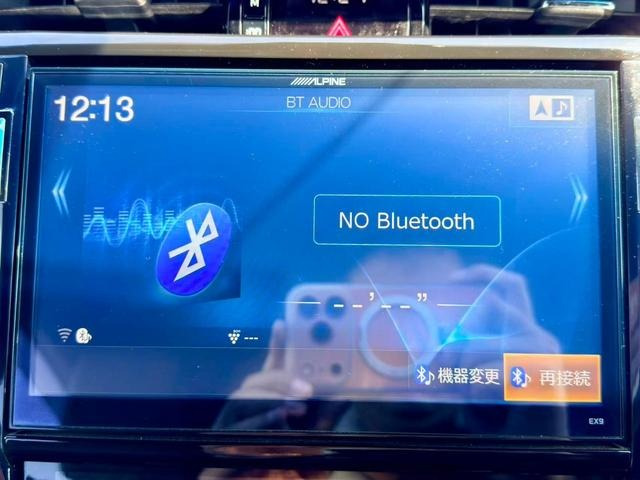 ALPINE
12:13
BT AUDIO
NO Bluetooth
--'--"
---
機器変更
再接続
EX9